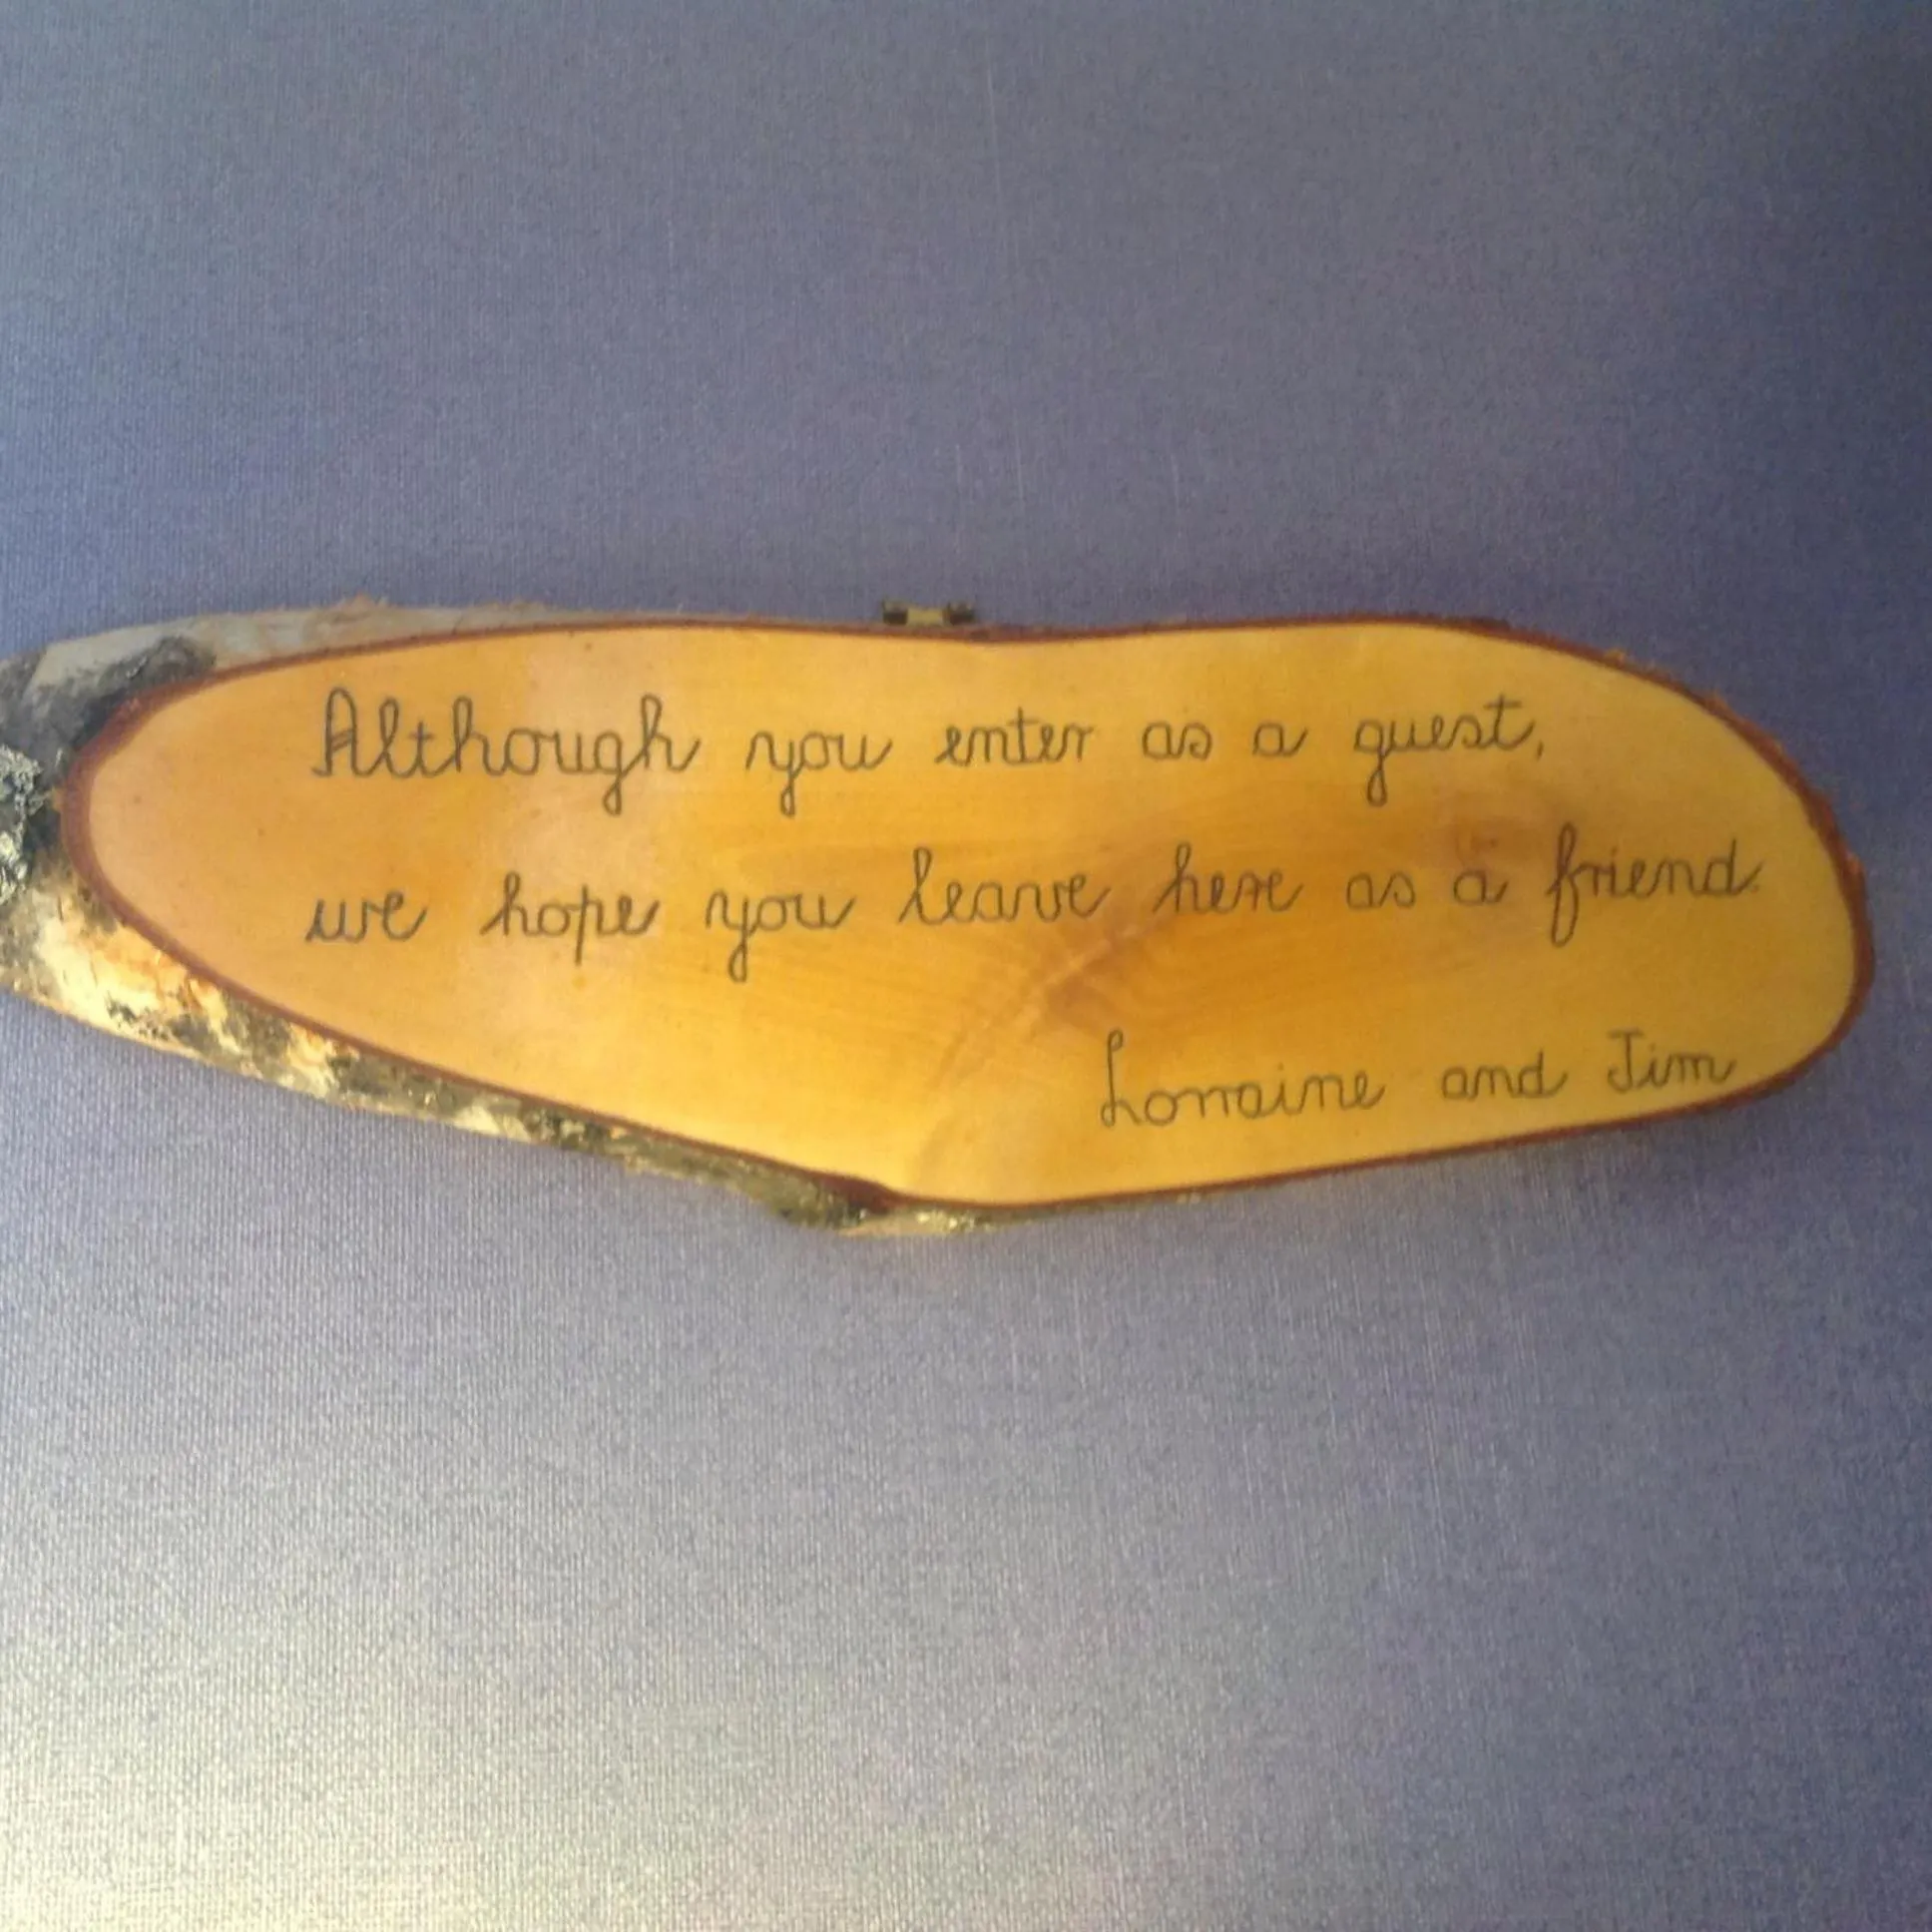 Although you enter as a guest,
we hope you leave here as a friend.
Lorraine and Jim